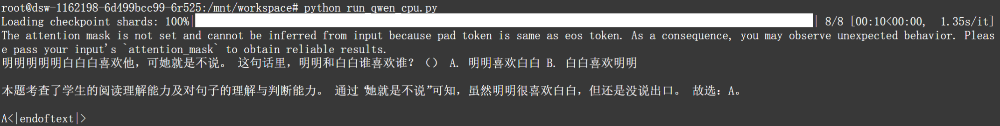 root@dsw-1162198-6d499bcc99-6r525:/mnt/workspace# python run_qwen_cpu.py
Loading checkpoint shards: 100%| | 8/8 [00:10<00:00, 1.35s/it]
The attention mask is not set and cannot be inferred from input because pad token is same as eos token. As a consequence, you may observe unexpected behavior. Pleas
e pass your input's `attention_mask` to obtain reliable results.
明明明明明白白白喜欢他，可她就是不说。 这句话里，明明和白白谁喜欢谁？（） A. 明明喜欢白白 B. 白白喜欢明明
本题考查了学生的阅读理解能力及对句子的理解与判断能力。 通过“她就是不说”可知，虽然明明很喜欢白白，但还是没说出口。 故选：A。
A<|endoftext|>